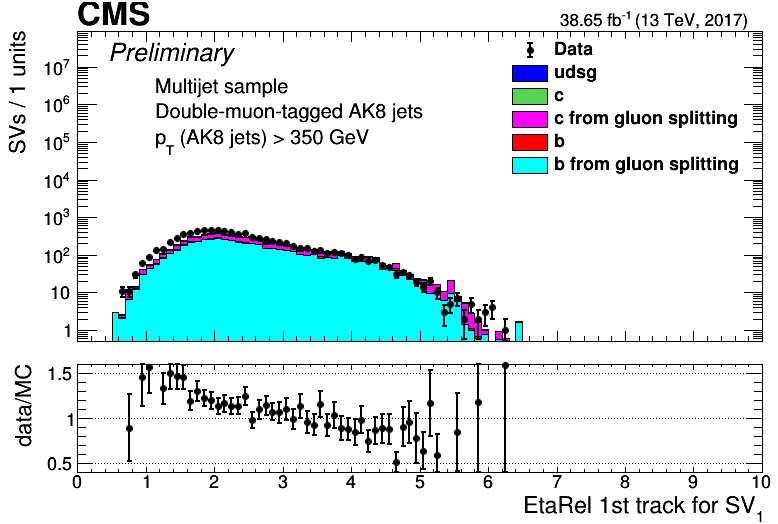 CMS
38.65 fb⁻¹ (13 TeV, 2017)
SVs / 1 units
Preliminary
Multijet sample
Double-muon-tagged AK8 jets
p_T (AK8 jets) > 350 GeV
Data
udsg
c
c from gluon splitting
b
b from gluon splitting
10⁷
10⁶
10⁵
10⁴
10³
10²
10
1
data/MC
1.5
1
0.5
0 1 2 3 4 5 6 7 8 9 10
EtaRel 1st track for SV₁